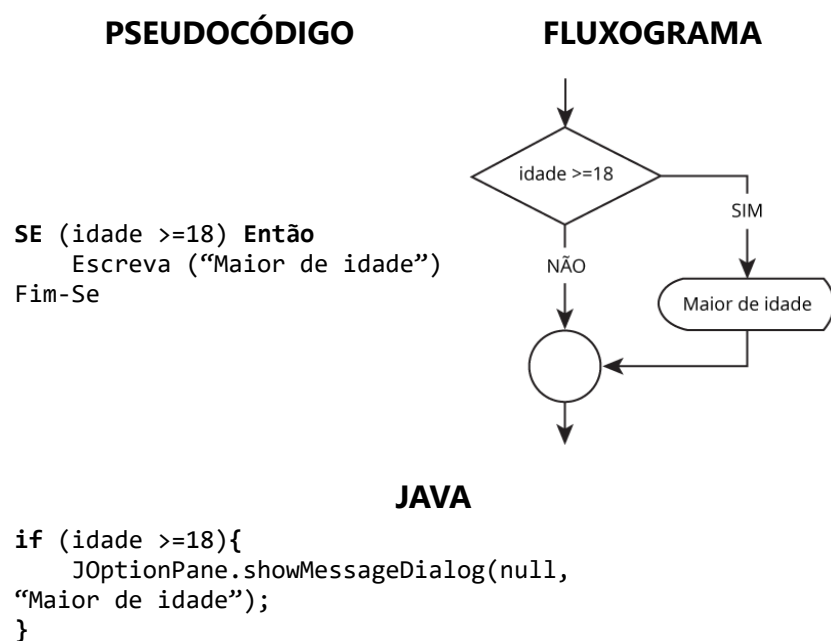 PSEUDOCÓDIGO
SE (idade >=18) Então
Escreva (“Maior de idade”)
Fim-Se
FLUXOGRAMA
idade >=18
SIM
NÃO
Maior de idade
JAVA
if (idade >=18){
JOptionPane.showMessageDialog(null,
“Maior de idade”);
}